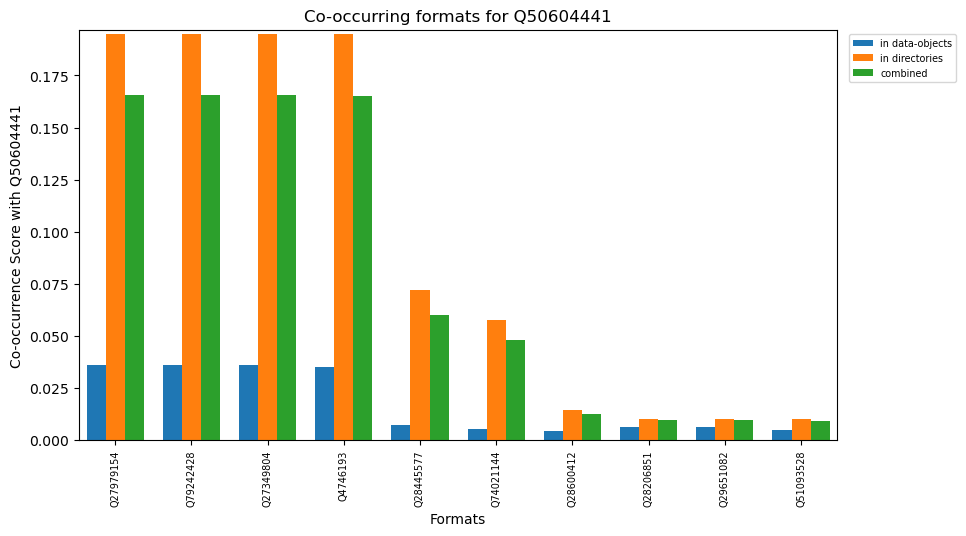 Co-occurring formats for Q50604441
in data-objects
in directories
combined
Co-occurrence Score with Q50604441
0.175
0.150
0.125
0.100
0.075
0.050
0.025
0.000
Q27979154
Q79242428
Q27349804
Q4746193
Q28445577
Q74021144
Q28600412
Q28206851
Q29651082
Q51093528
Formats